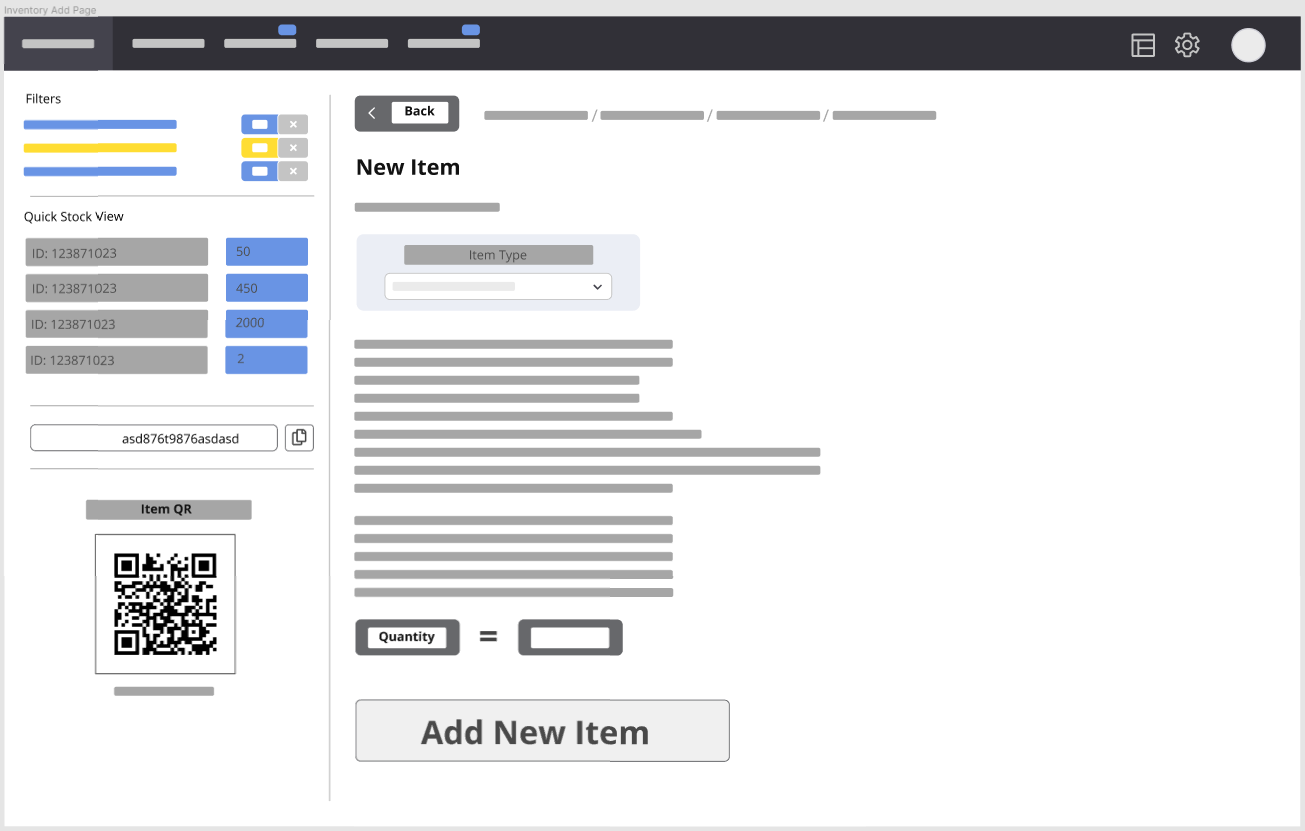 Inventory Add Page
Filters
Back
/ / / /
New Item
Quick Stock View
ID: 123871023 50
ID: 123871023 450
ID: 123871023 2000
ID: 123871023 2
Item Type
asd876t9876asdasd
Item QR
Quantity =
Add New Item